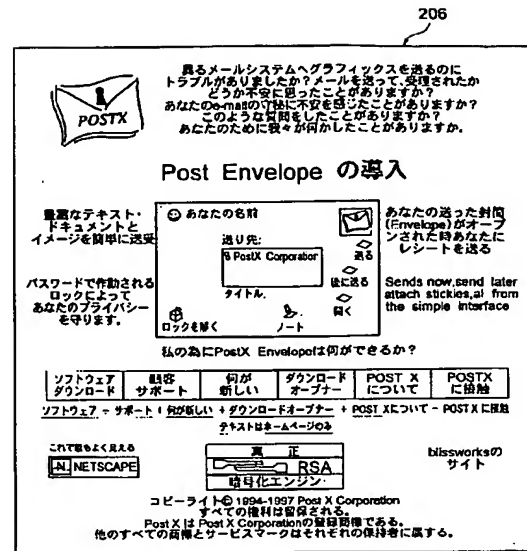 206
異るメールシステムへグラフィックスを送るのに
トラブルがありましたか?メールを送って、受理されたか
どうか不安に思ったことがありますか?
あなたのe-mailの守秘に不安を感じたことがありますか?
このような質問をしたことがありますか?
あなたのために我々が何かしたことがありますか。
POSTX
Post Envelope の導入
豊富なテキスト・
ドキュメントと
イメージを簡単に送受
パスワードで作動される
ロックによって
あなたのプライバシー
を守ります。
あなたの名前
送り先:
PostX Corporation
タイトル.
ロックを解く
ノート
送る
後に送る
開く
あなたの送った封筒
(Envelope)がオープ
ンされた時あなたに
レシートを送る
Sends now,send later
attach stickies,al from
the simple interface
私の為にPostX Envelopeは何ができるか?
ソフトウェア
ダウンロード
顧客
サポート
何が
新しい
ダウンロード
オープナー
POST X
について
POSTX
に接触
ソフトウェア + サポート + 何が新しい + ダウンロードオープナー + POST Xについて - POST Xに接触
テキストはホームページのみ
これで最もよく見える
N NETSCAPE
真 正
RSA
暗号化エンジン
blissworksの
サイト
コピーライト© 1994-1997 Post X Corporation
すべての権利は留保される。
Post X は Post X Corporationの登録商標である。
他のすべての商標とサービスマークはそれぞれの保持者に属する。